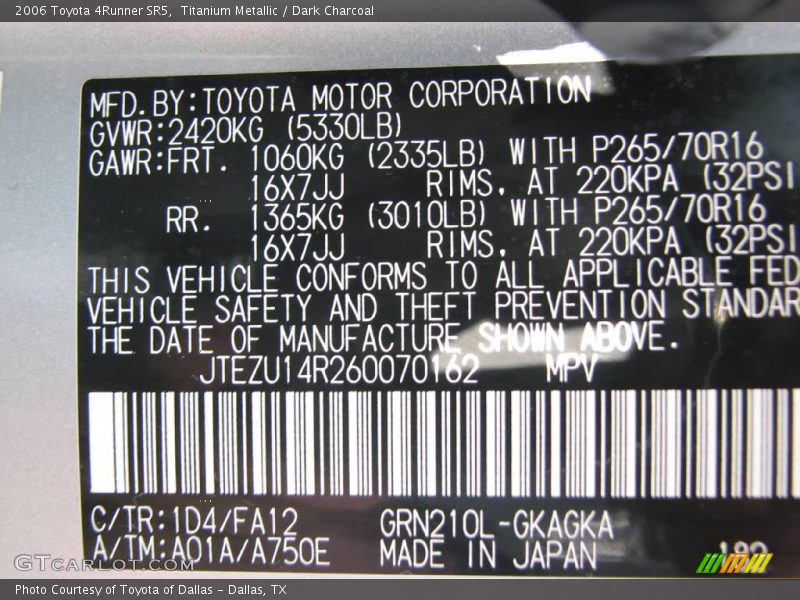 2006 Toyota 4Runner SR5, Titanium Metallic / Dark Charcoal
MFD.BY:TOYOTA MOTOR CORPORATION
GVWR:2420KG (5330LB)
GAWR:FRT. 1060KG (2335LB) WITH P265/70R16
16X7JJ RIMS, AT 220KPA (32PSI
RR. 1365KG (3010LB) WITH P265/70R16
16X7JJ RIMS, AT 220KPA (32PSI
THIS VEHICLE CONFORMS TO ALL APPLICABLE FED
VEHICLE SAFETY AND THEFT PREVENTION STANDAR
THE DATE OF MANUFACTURE SHOWN ABOVE.
JTEZU14R260070162 MPV
C/TR:1D4/FA12 GRN210L-GKAGKA
A/TM:A01A/A750E MADE IN JAPAN
GTCARLOT.COM
Photo Courtesy of Toyota of Dallas - Dallas, TX